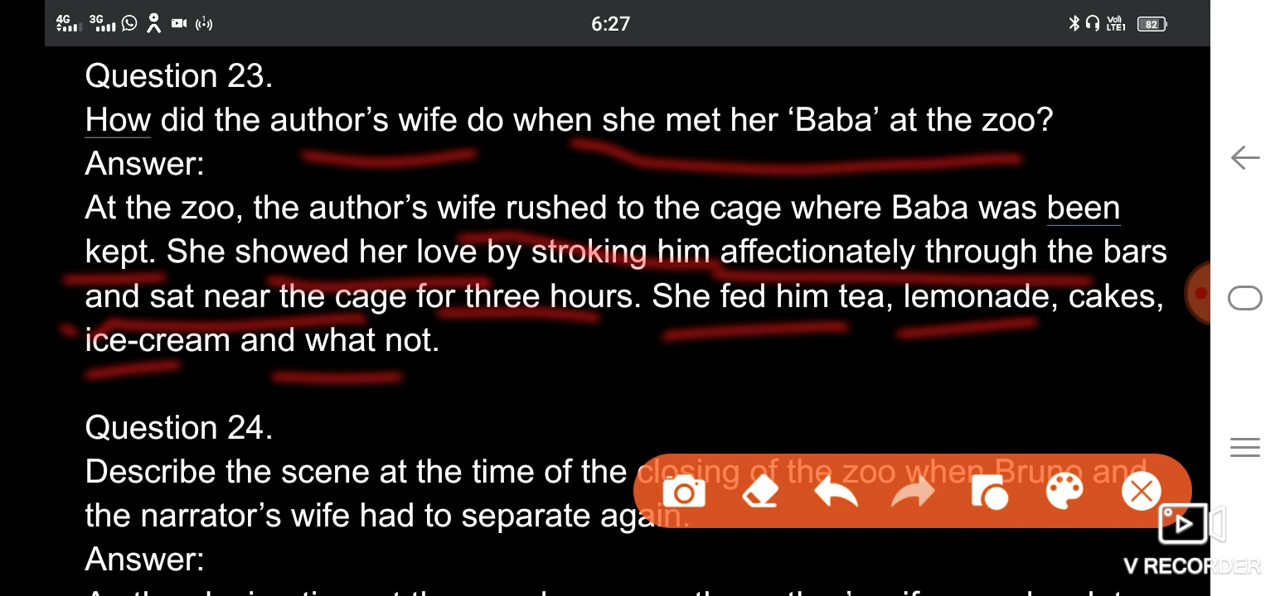 4G 3G 6:27 Vo) LTE1 82
Question 23.
How did the author's wife do when she met her ‘Baba’ at the zoo?
Answer:
At the zoo, the author's wife rushed to the cage where Baba was been
kept. She showed her love by stroking him affectionately through the bars
and sat near the cage for three hours. She fed him tea, lemonade, cakes,
ice-cream and what not.
Question 24.
Describe the scene at the time of the closing of the zoo when Bruno and
the narrator's wife had to separate again.
V RECORDER
Answer: